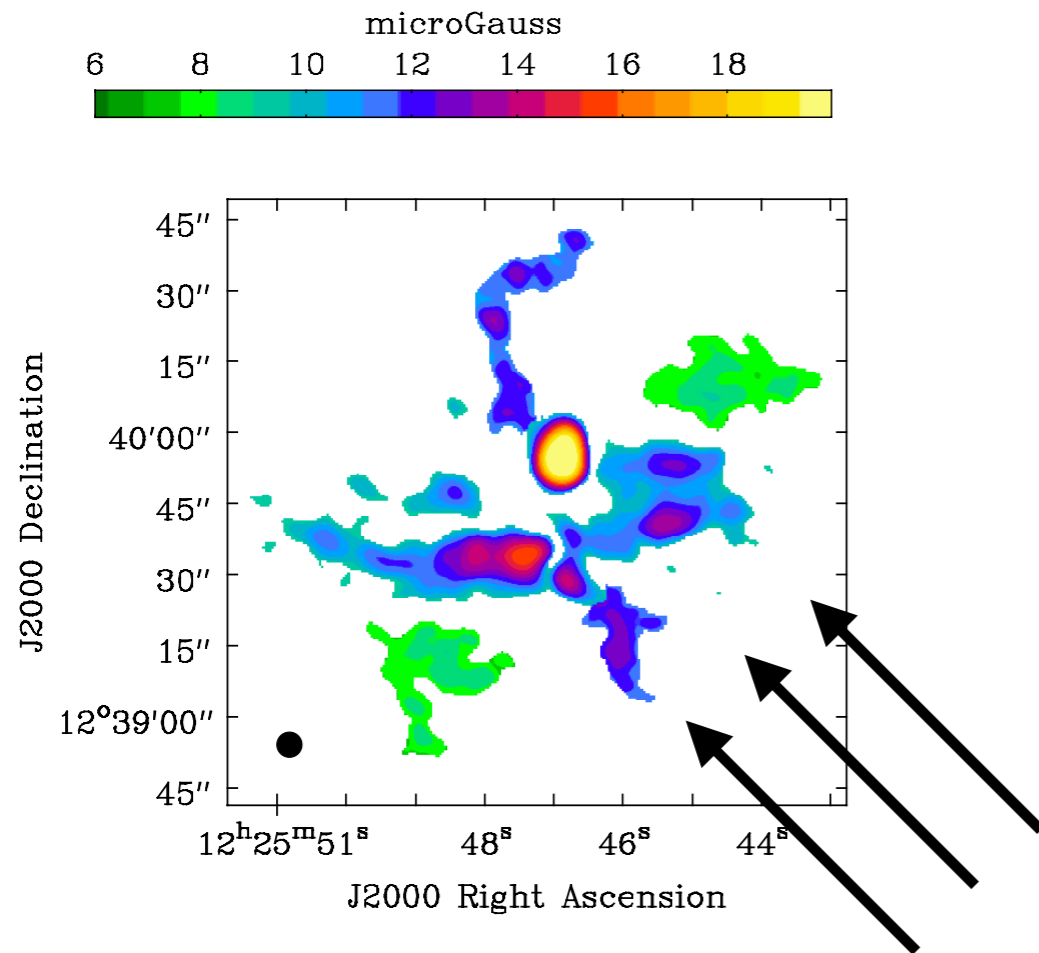 microGauss
6 8 10 12 14 16 18
45″
30″
15″
40′00″
45″
30″
15″
12°39′00″
45″
J2000 Declination
12ʰ25ᵐ51ˢ 48ˢ 46ˢ 44ˢ
J2000 Right Ascension